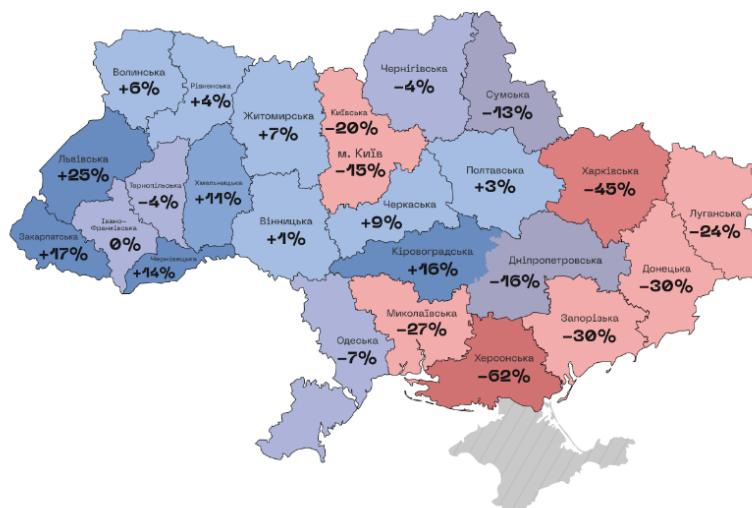 Волинська
+6%
Рівненська
+4%
Житомирська
+7%
Київська
-20%
м. Київ
-15%
Чернігівська
-4%
Сумська
-13%
Львівська
+25%
Тернопільська
-4%
Хмельницька
+11%
Вінницька
+1%
Черкаська
+9%
Полтавська
+3%
Харківська
-45%
Луганська
-24%
Закарпатська
+17%
Івано-
Франківська
0%
Чернівецька
+14%
Кіровоградська
+16%
Дніпропетровська
-16%
Донецька
-30%
Одеська
-7%
Миколаївська
-27%
Запорізька
-30%
Херсонська
-62%